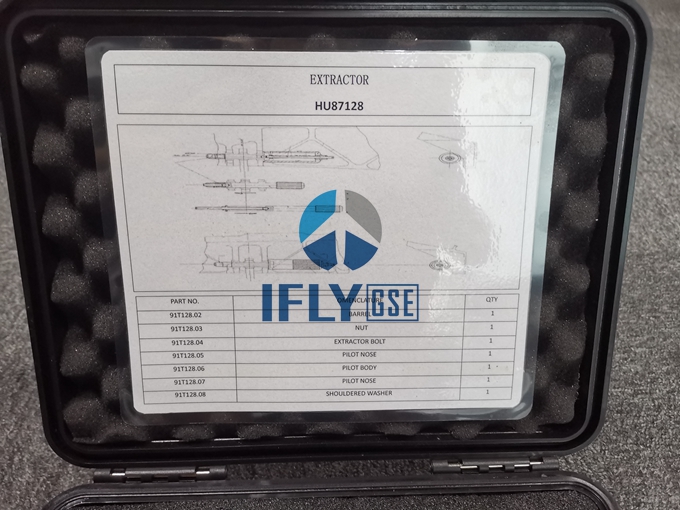 EXTRACTOR
HU87128
IFLY GSE
PART NO. NOMENCLATURE QTY
91T128.02 BARREL 1
91T128.03 NUT 1
91T128.04 EXTRACTOR BOLT 1
91T128.05 PILOT NOSE 1
91T128.06 PILOT BODY 1
91T128.07 PILOT NOSE 1
91T128.08 SHOULDERED WASHER 1